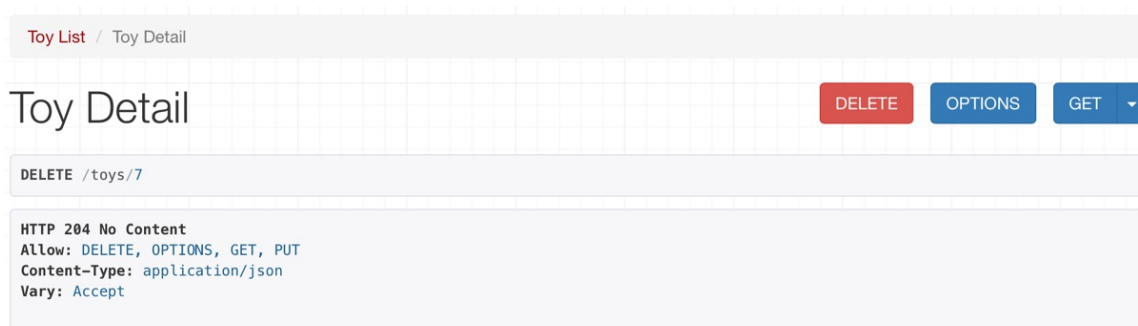 Toy List / Toy Detail
Toy Detail
DELETE
OPTIONS
GET
DELETE /toys/7
HTTP 204 No Content
Allow: DELETE, OPTIONS, GET, PUT
Content-Type: application/json
Vary: Accept